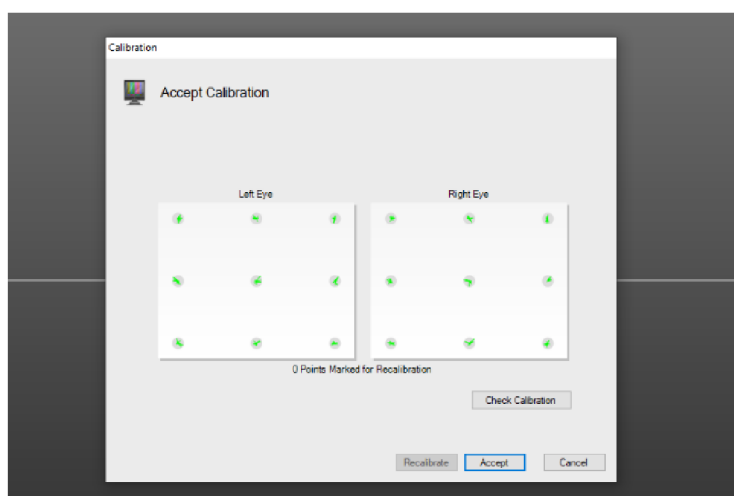 Calibration
Accept Calibration
Left Eye
Right Eye
0 Points Marked for Recalibration
Check Calibration
Recalibrate
Accept
Cancel